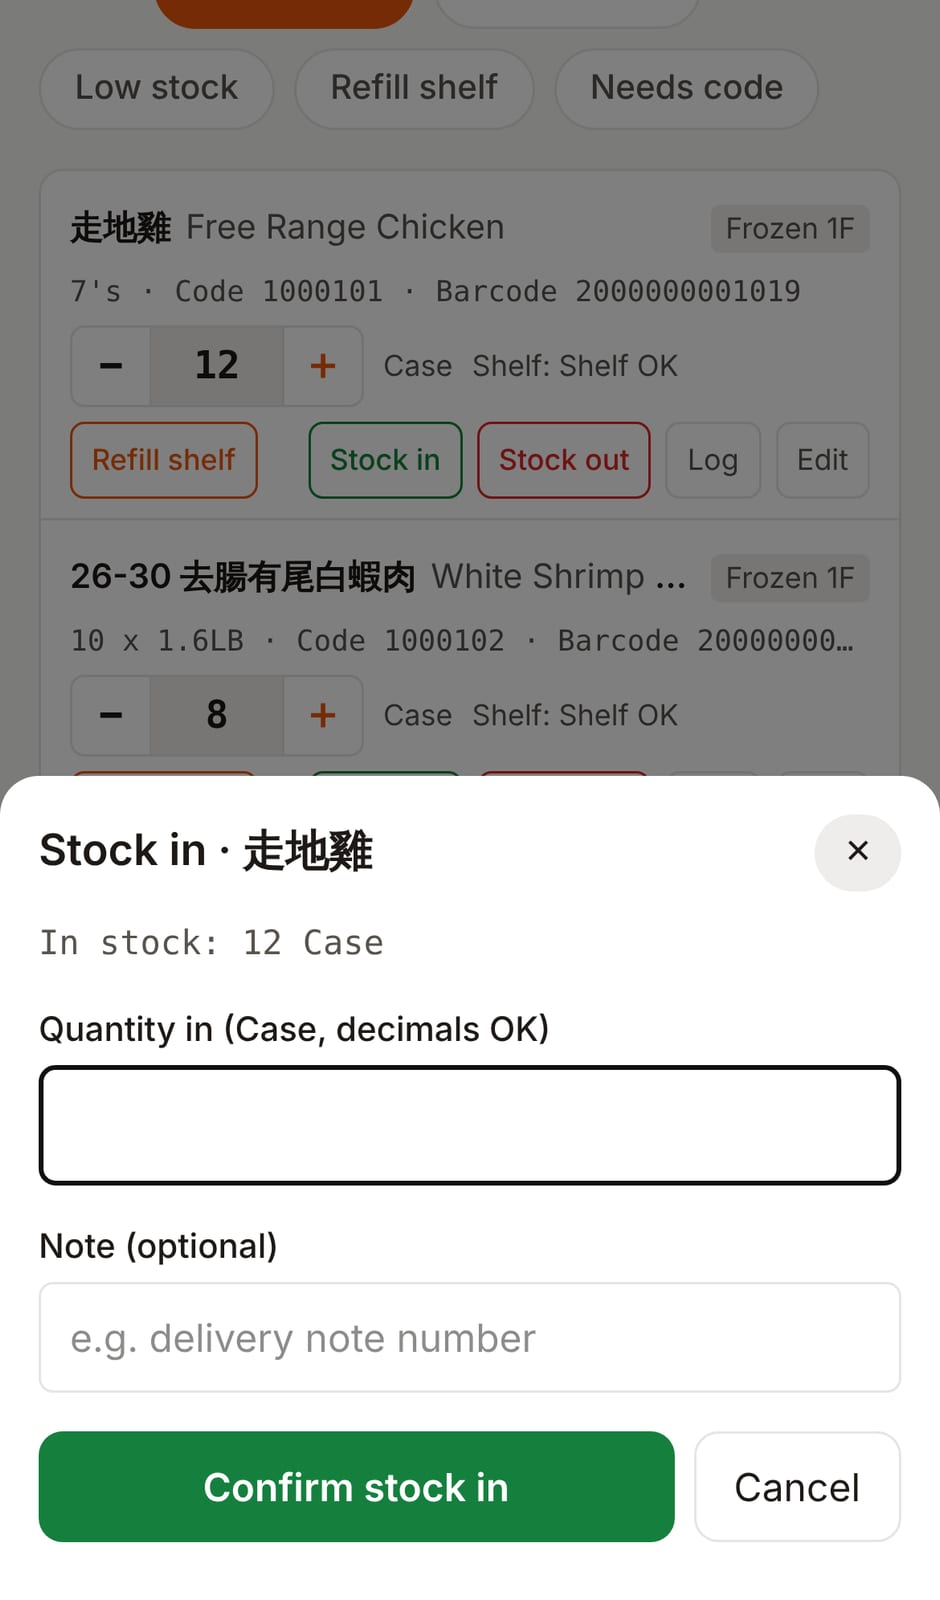 Low stock Refill shelf Needs code
走地雞 Free Range Chicken Frozen 1F
7's · Code 1000101 · Barcode 2000000001019
− 12 + Case Shelf: Shelf OK
Refill shelf Stock in Stock out Log Edit
26-30 去腸有尾白蝦肉 White Shrimp ... Frozen 1F
10 x 1.6LB · Code 1000102 · Barcode 20000000…
− 8 + Case Shelf: Shelf OK
Stock in · 走地雞 ×
In stock: 12 Case
Quantity in (Case, decimals OK)
Note (optional)
e.g. delivery note number
Confirm stock in Cancel